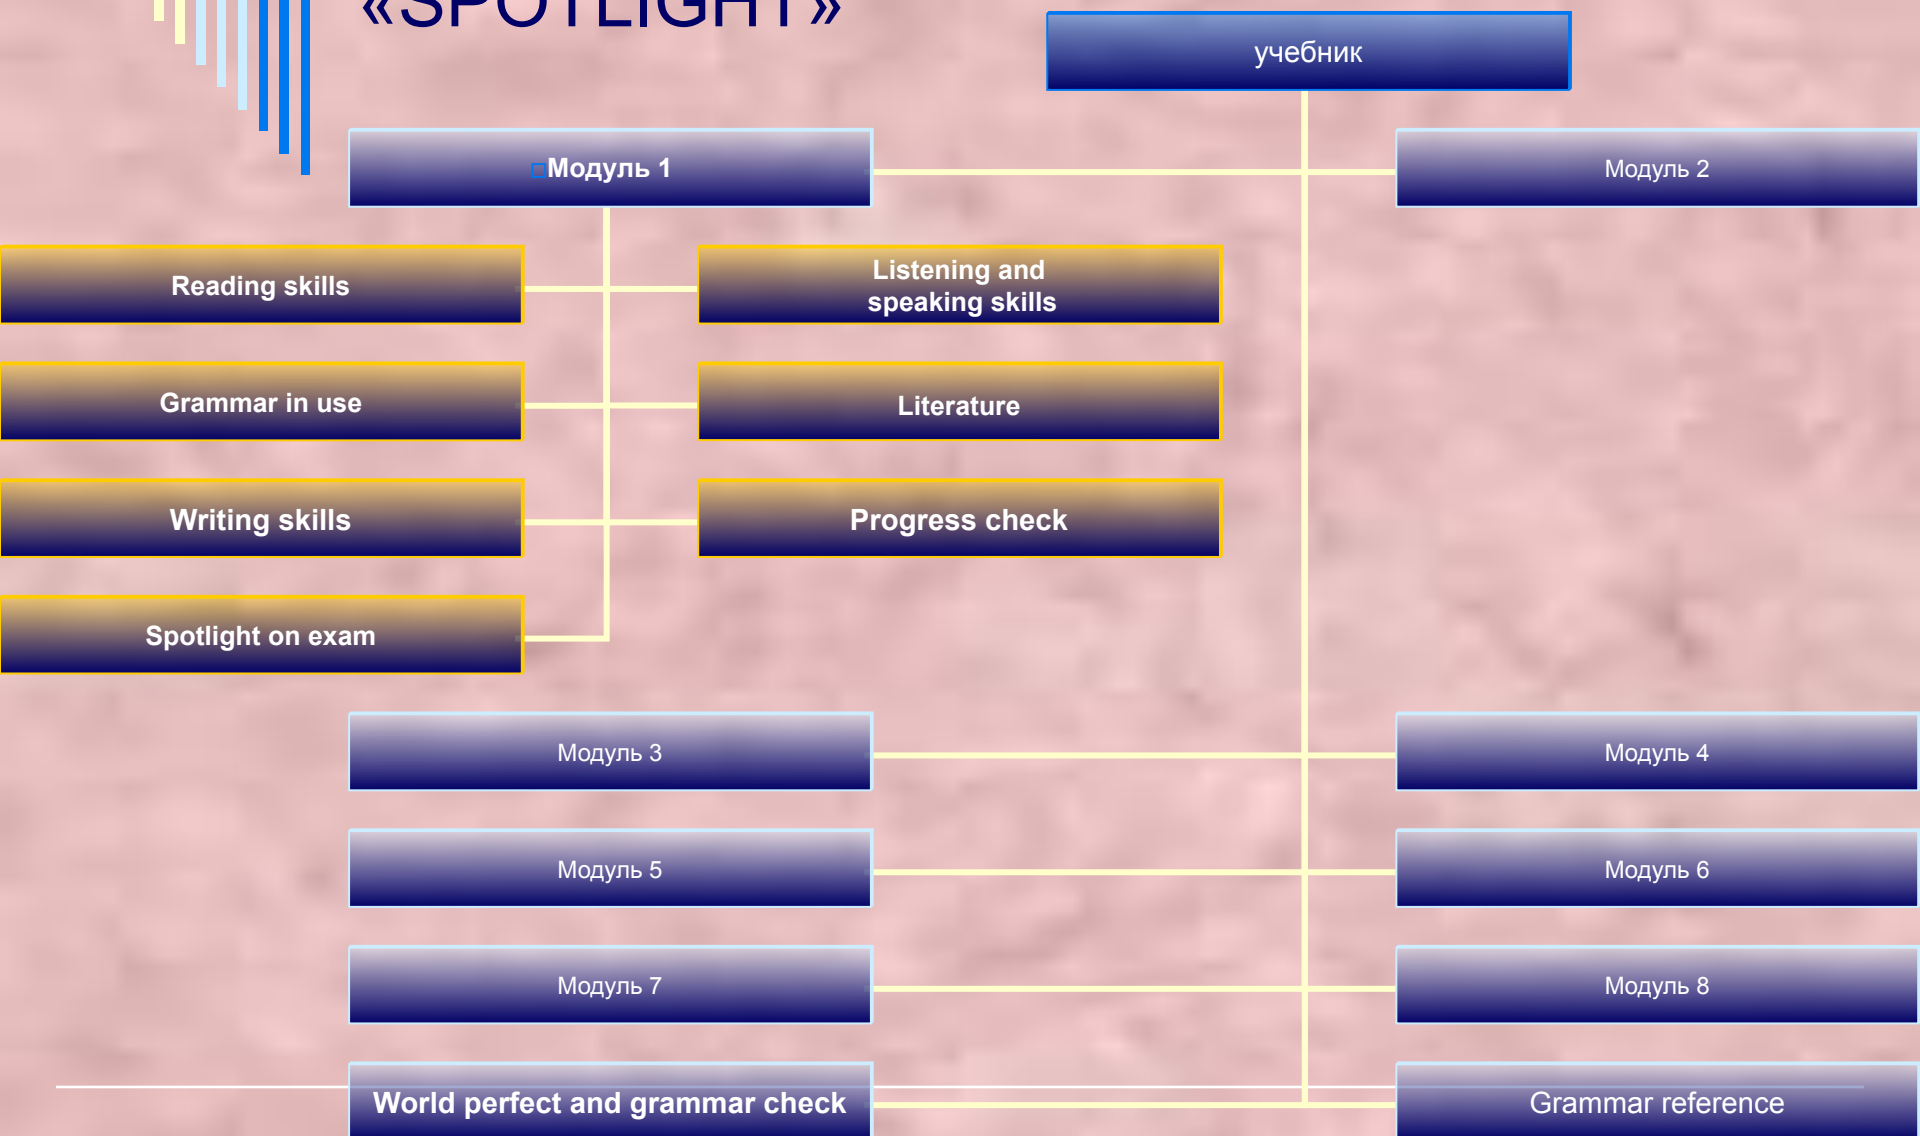 «SPOTLIGHT»
учебник
Модуль 1
Модуль 2
Reading skills
Listening and
speaking skills
Grammar in use
Literature
Writing skills
Progress check
Spotlight on exam
Модуль 3
Модуль 4
Модуль 5
Модуль 6
Модуль 7
Модуль 8
World perfect and grammar check
Grammar reference